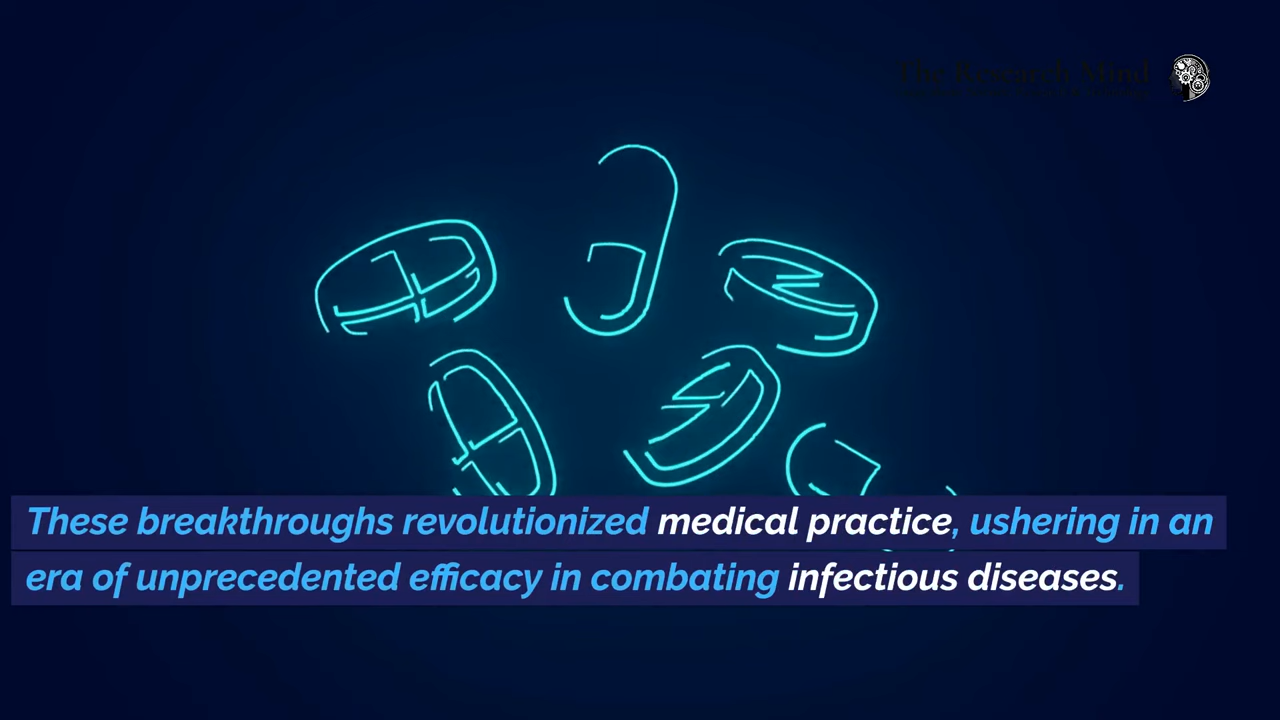 The Research Mind
These breakthroughs revolutionized medical practice, ushering in an
era of unprecedented efficacy in combating infectious diseases.